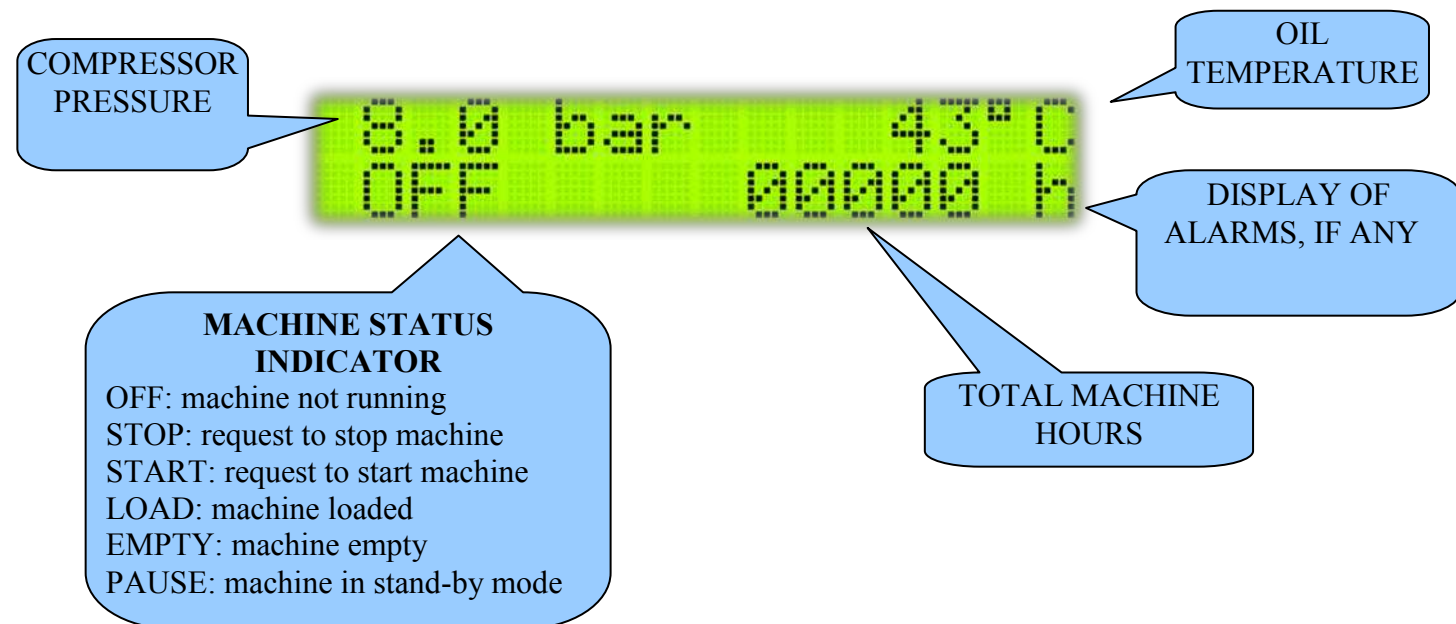 COMPRESSOR
PRESSURE
OIL
TEMPERATURE
8.0 bar 43°C
OFF 00000 h
DISPLAY OF
ALARMS, IF ANY
MACHINE STATUS
INDICATOR
OFF: machine not running
STOP: request to stop machine
START: request to start machine
LOAD: machine loaded
EMPTY: machine empty
PAUSE: machine in stand-by mode
TOTAL MACHINE
HOURS